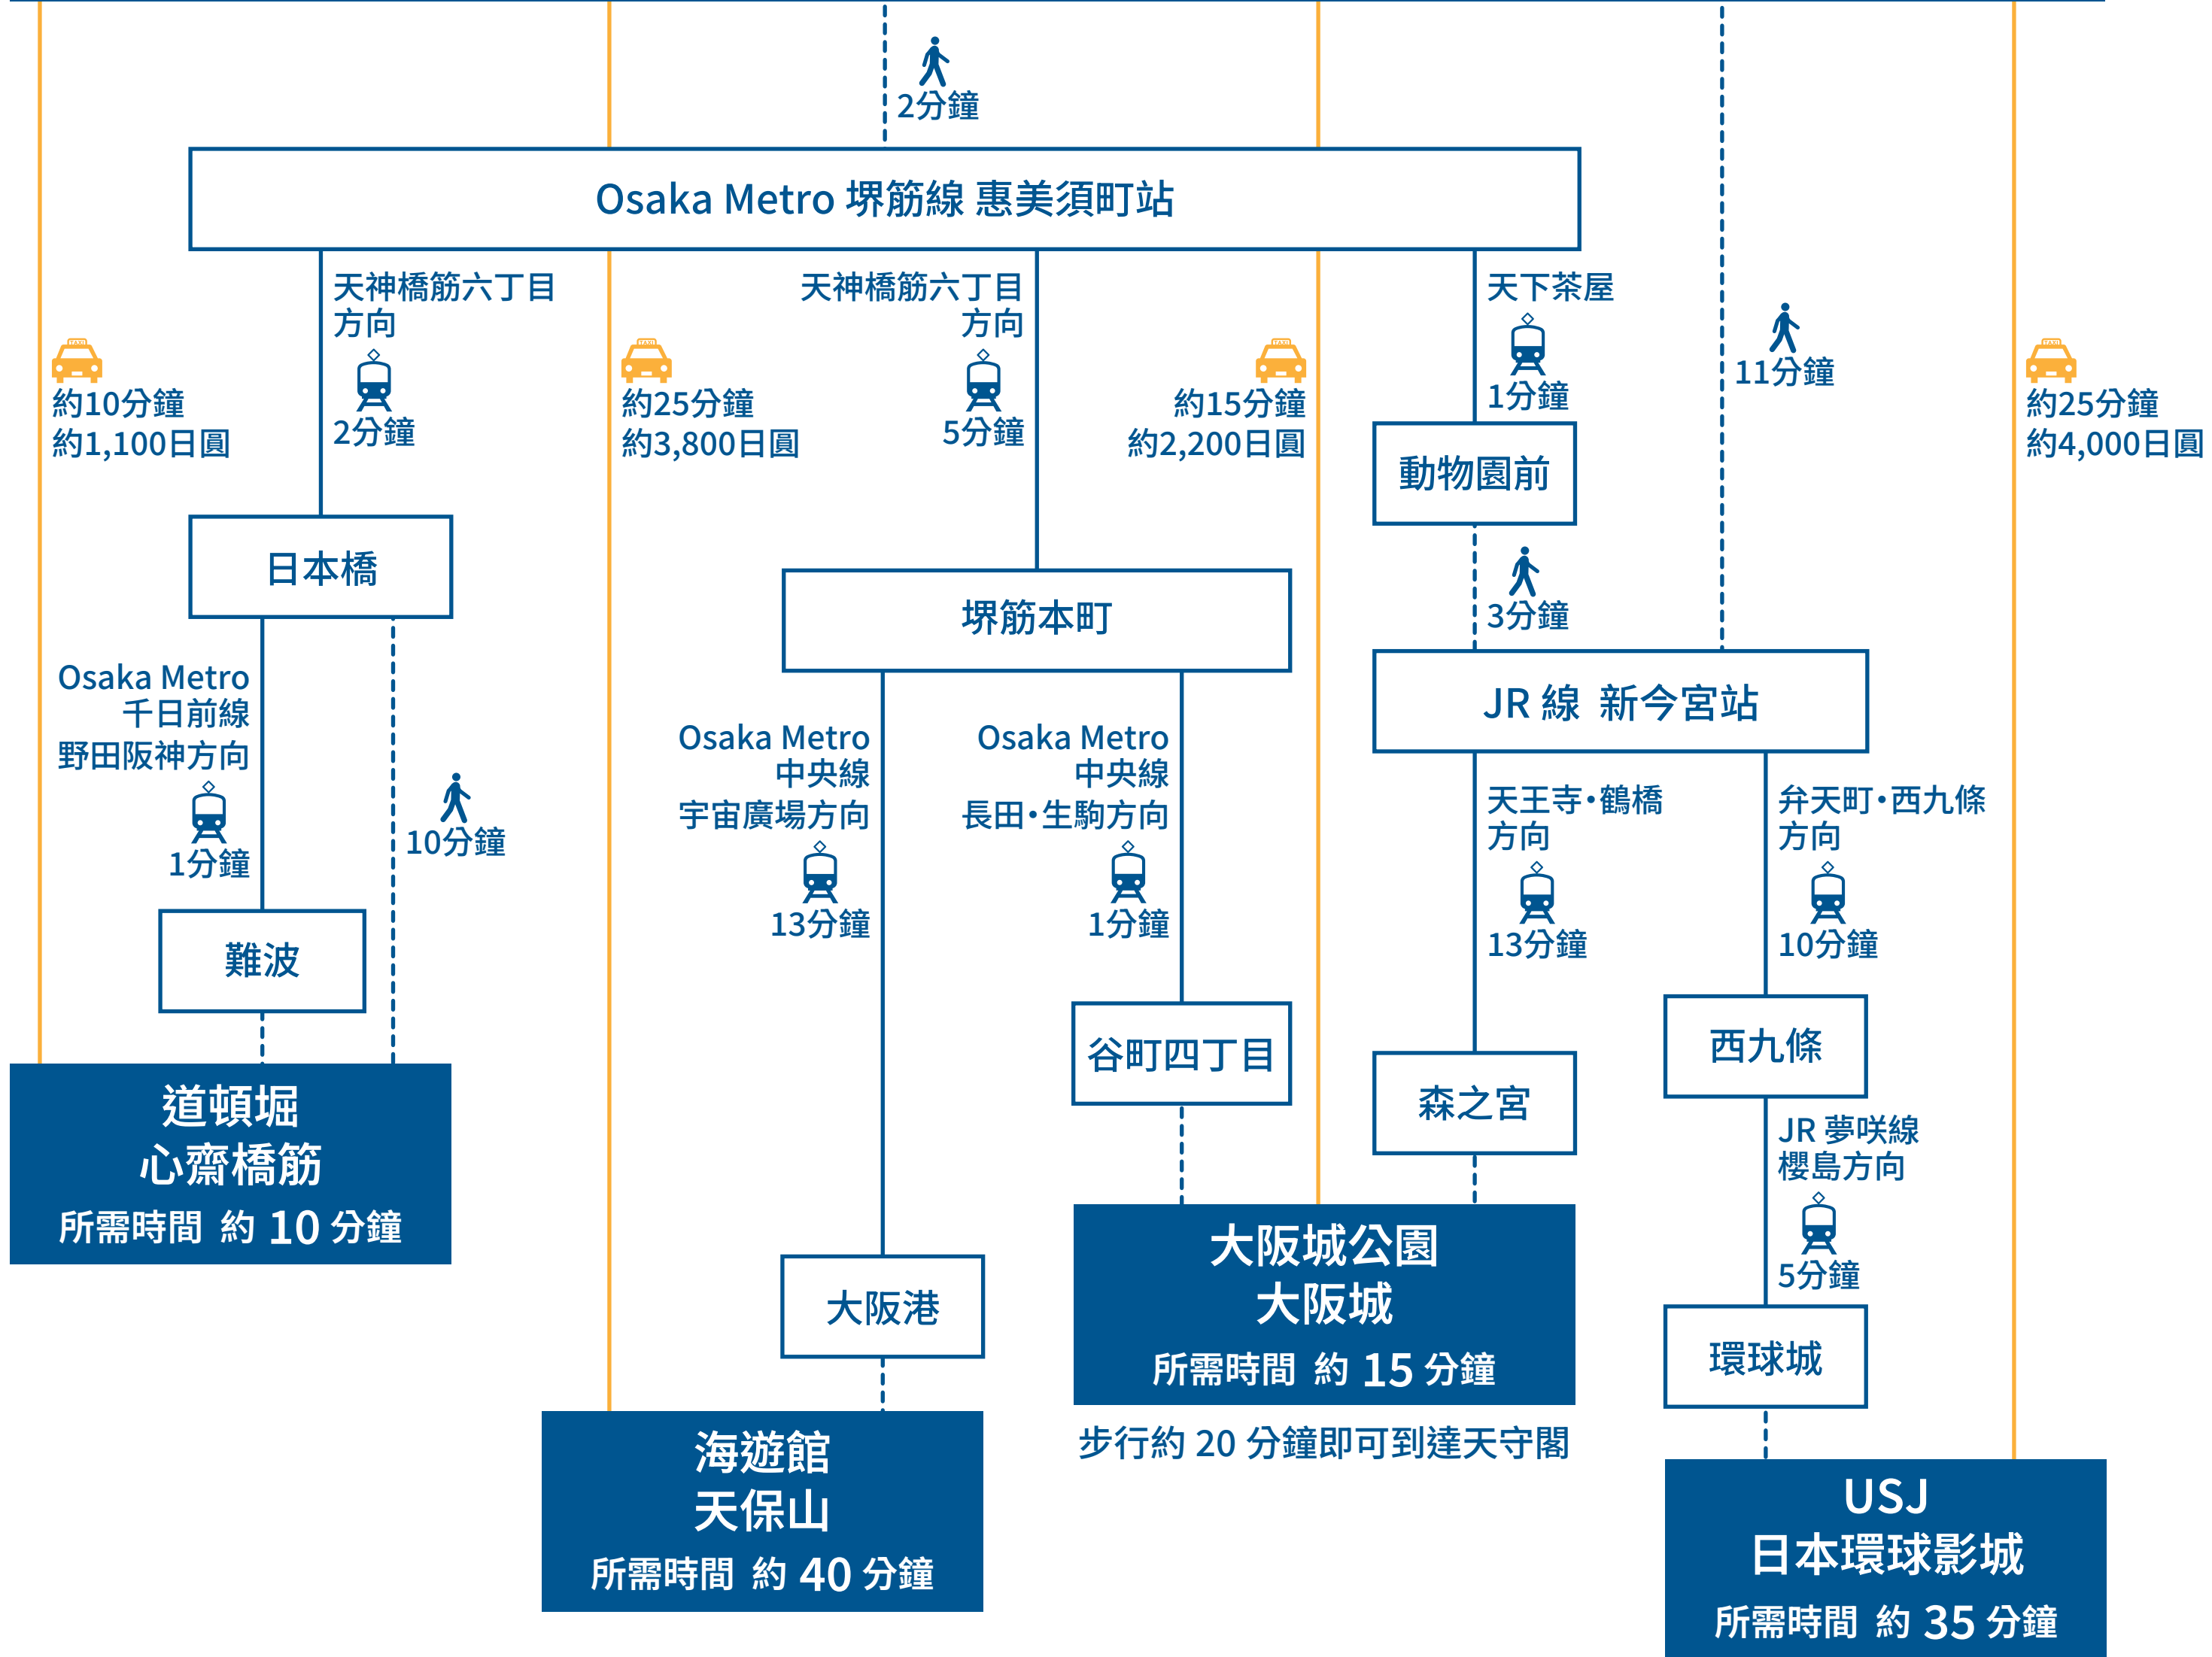 2分鐘
Osaka Metro 堺筋線 惠美須町站
約10分鐘
約1,100日圓
天神橋筋六丁目
方向
2分鐘
約25分鐘
約3,800日圓
天神橋筋六丁目
方向
5分鐘
約15分鐘
約2,200日圓
天下茶屋
1分鐘
11分鐘
約25分鐘
約4,000日圓
動物園前
3分鐘
日本橋
堺筋本町
JR 線 新今宮站
Osaka Metro
千日前線
野田阪神方向
1分鐘
10分鐘
Osaka Metro
中央線
宇宙廣場方向
13分鐘
Osaka Metro
中央線
長田・生駒方向
1分鐘
天王寺・鶴橋
方向
13分鐘
弁天町・西九條
方向
10分鐘
難波
谷町四丁目
森之宮
西九條
道頓堀
心齋橋筋
所需時間 約 10 分鐘
JR 夢咲線
櫻島方向
5分鐘
大阪港
大阪城公園
大阪城
所需時間 約 15 分鐘
步行約 20 分鐘即可到達天守閣
環球城
海遊館
天保山
所需時間 約 40 分鐘
USJ
日本環球影城
所需時間 約 35 分鐘